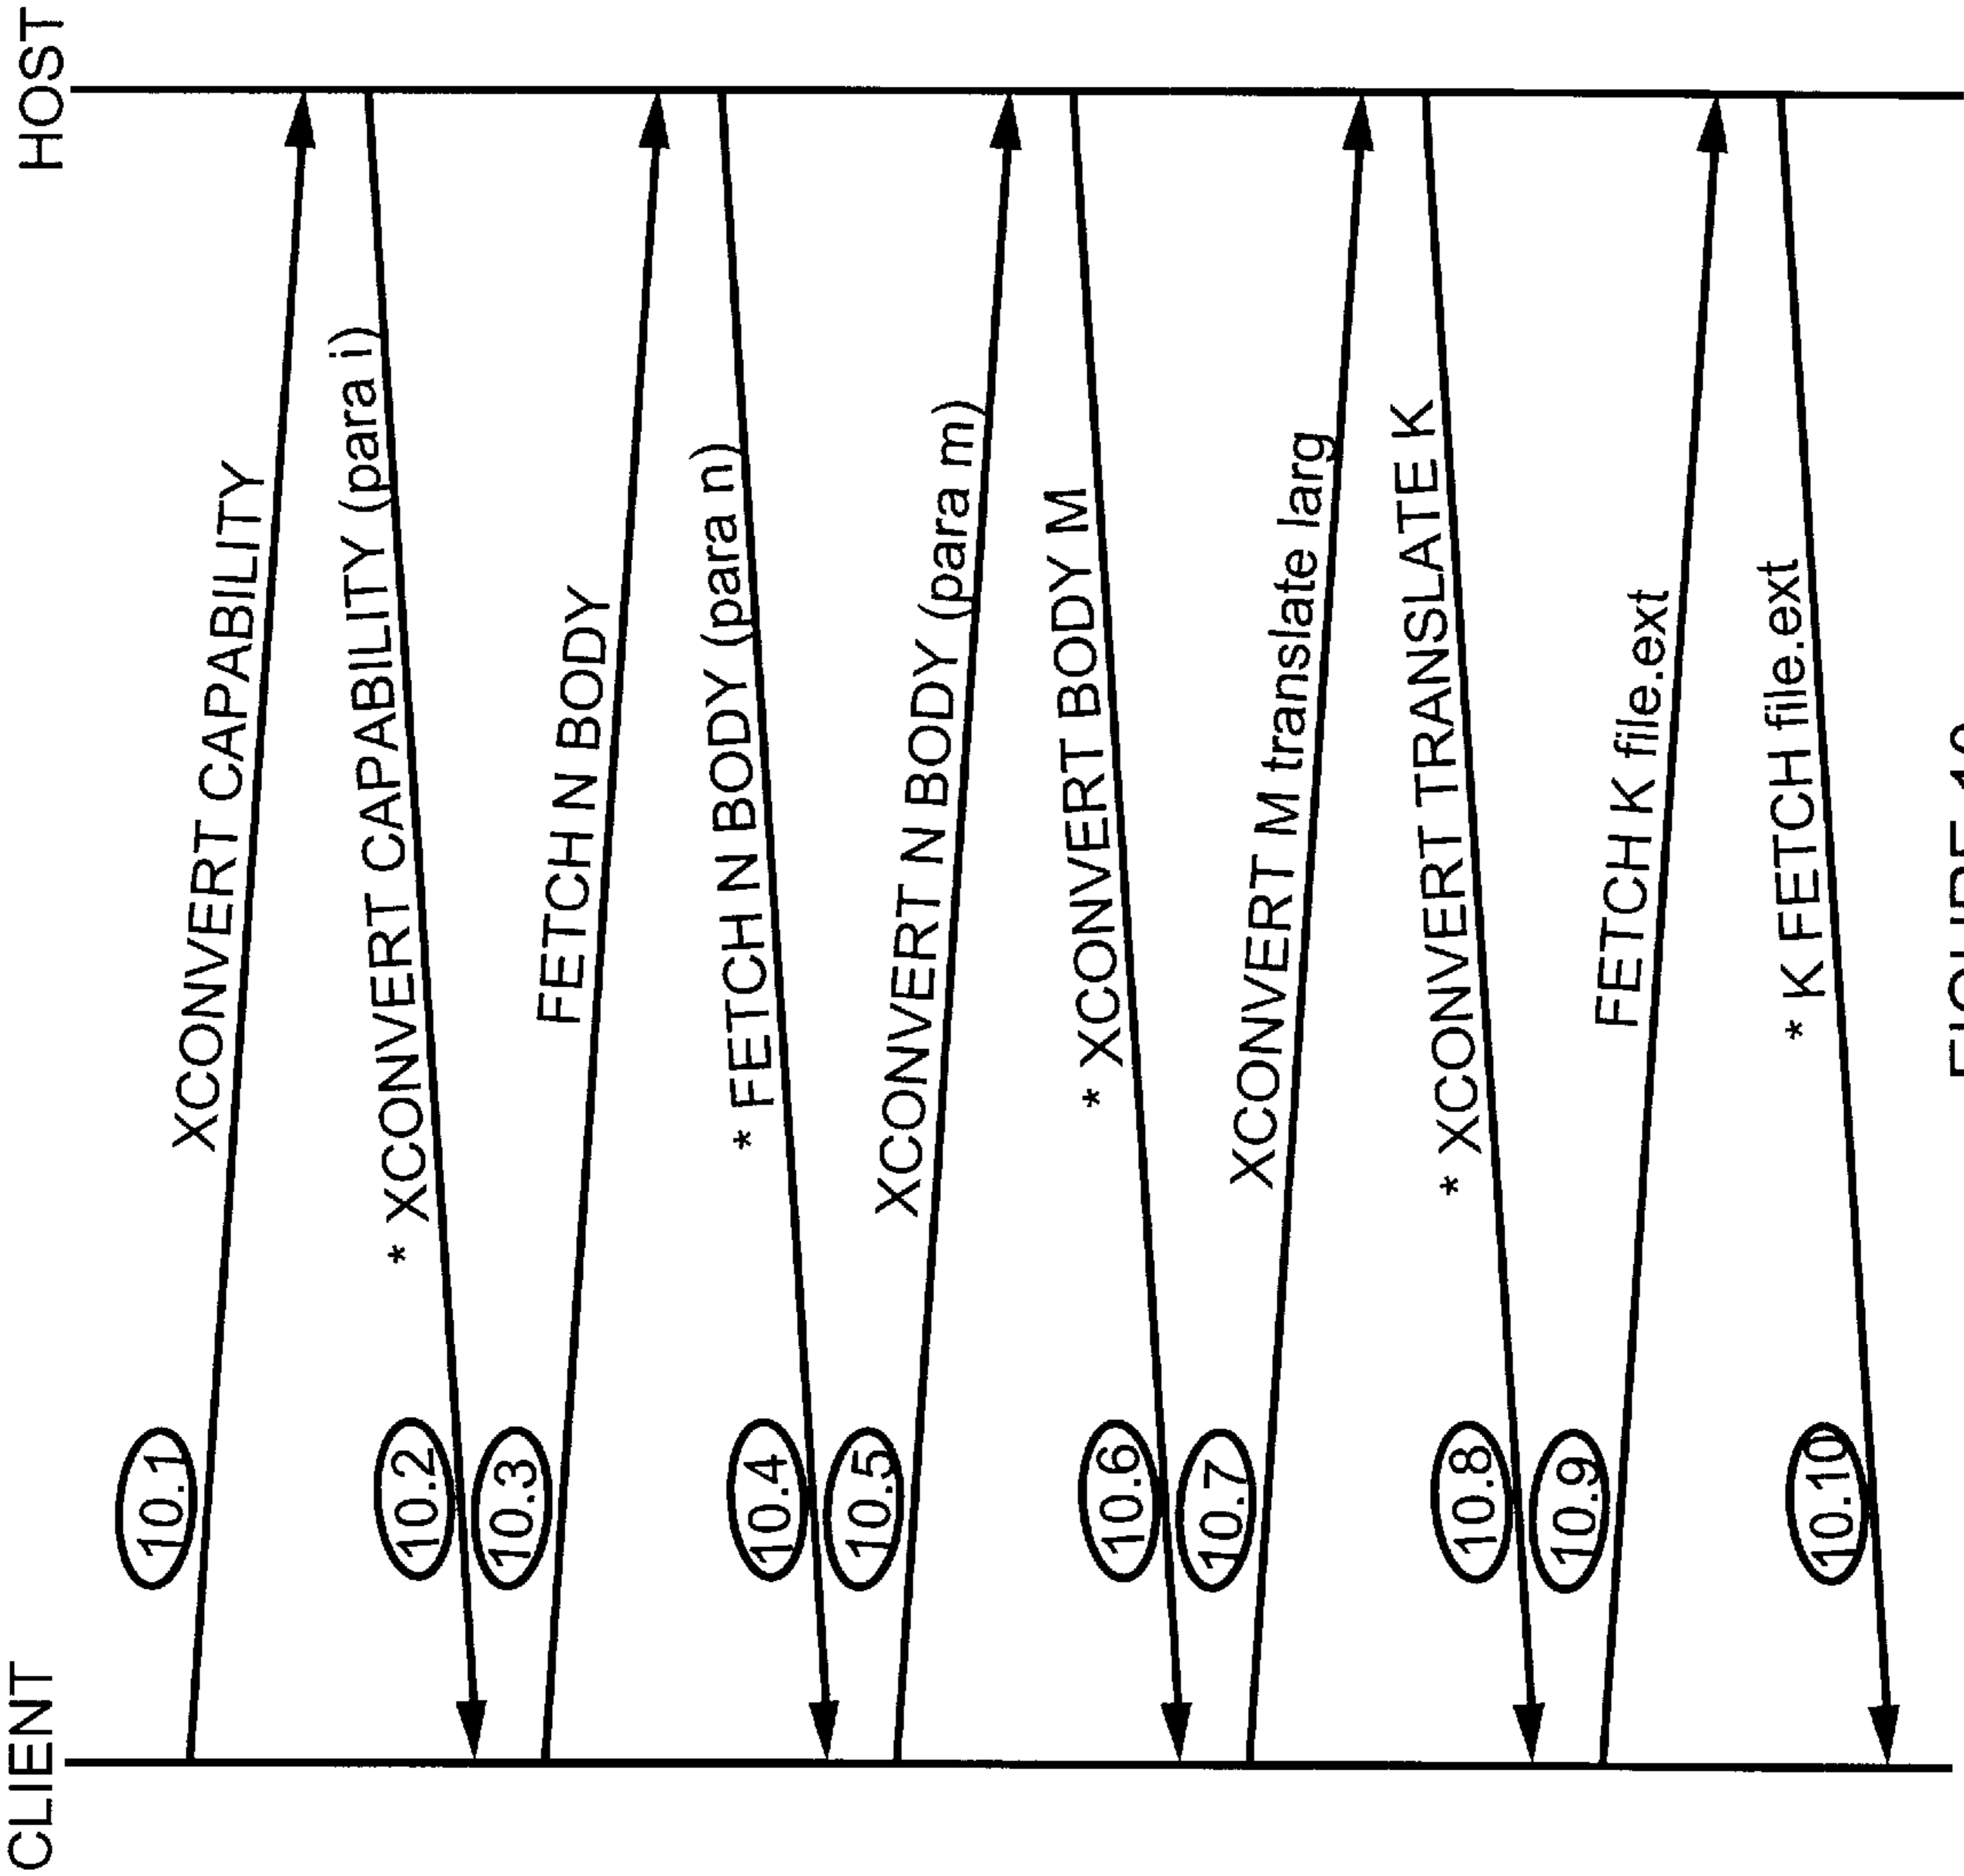 CLIENT
HOST
10.1
XCONVERT CAPABILITY
10.2
* XCONVERT CAPABILITY (para i)
10.3
FETCH N BODY
10.4
* FETCH N BODY (para n)
10.5
XCONVERT N BODY (para m)
10.6
* XCONVERT BODY M
10.7
XCONVERT M translate larg
10.8
* XCONVERT TRANSLATE K
10.9
FETCH K file.ext
10.10
* K FETCH file.ext